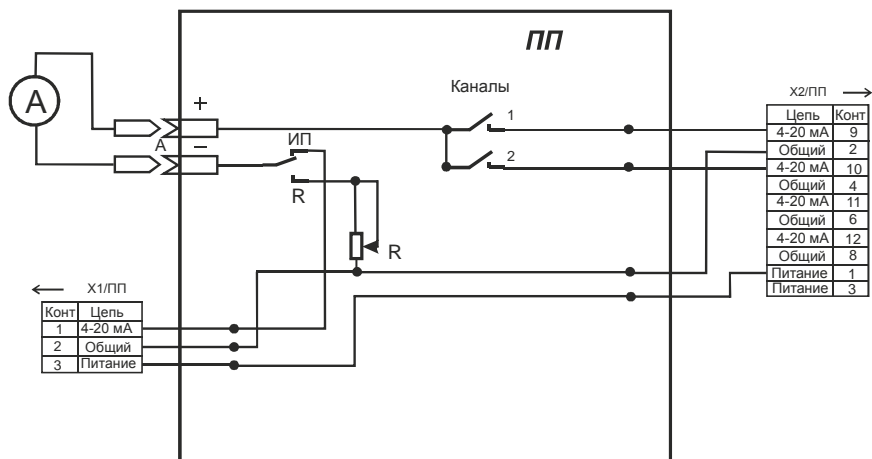 ПП
Каналы
Х2/ПП
Цепь Конт
4-20 мА 9
Общий 2
4-20 мА 10
Общий 4
4-20 мА 11
Общий 6
4-20 мА 12
Общий 8
Питание 1
Питание 3
А
+
А
−
ИП
1
2
R
R
Х1/ПП
Конт Цепь
1 4-20 мА
2 Общий
3 Питание